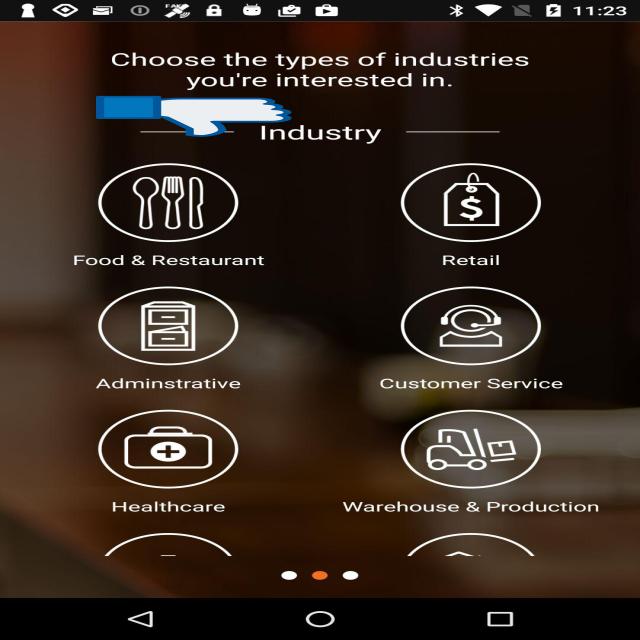 11:23
Choose the types of industries
you're interested in.
Industry
Food & Restaurant
Retail
$
Adminstrative
Customer Service
Healthcare
Warehouse & Production